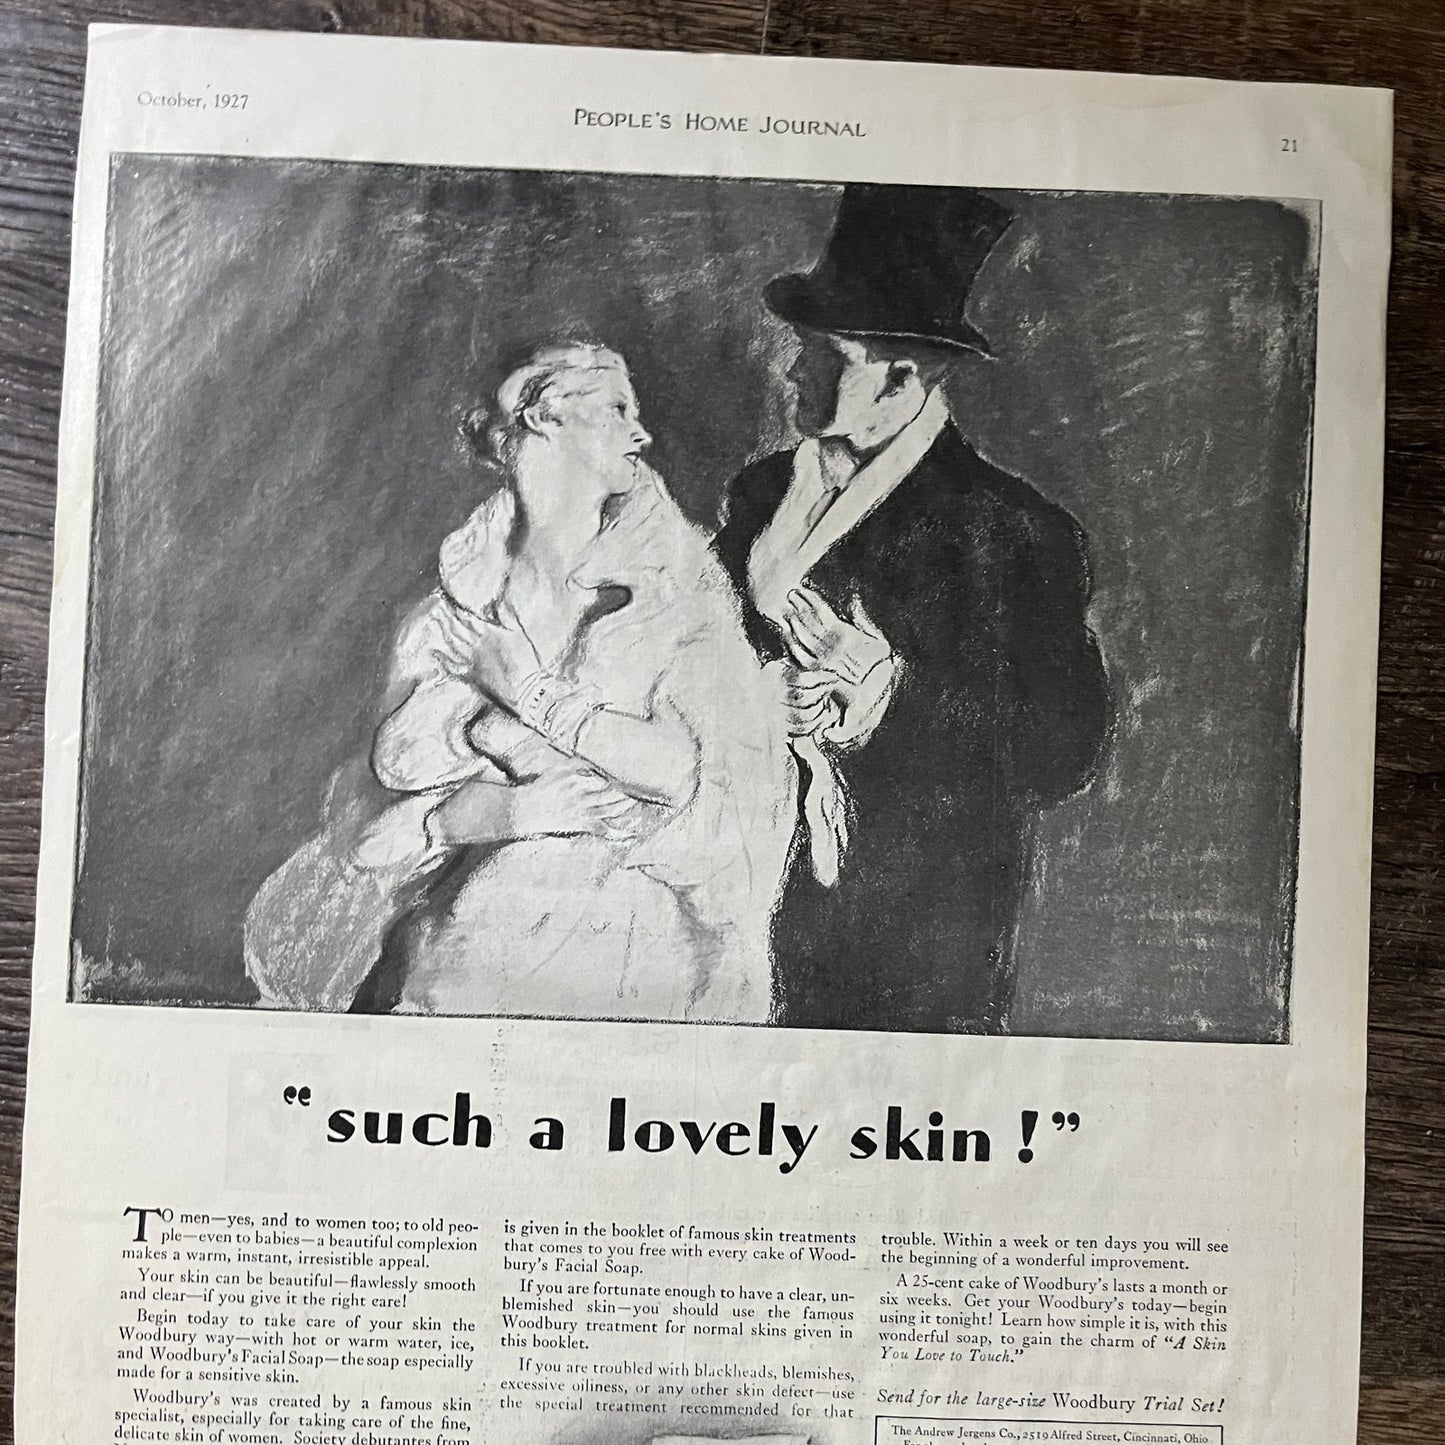 October, 1927
PEOPLE'S HOME JOURNAL
21
"such a lovely skin!"
TO men—yes, and to women too; to old peo-
ple—even to babies—a beautiful complexion
makes a warm, instant, irresistible appeal.
Your skin can be beautiful—flawlessly smooth
and clear—if you give it the right care!
Begin today to take care of your skin the
Woodbury way—with hot or warm water, ice,
and Woodbury's Facial Soap—the soap especially
made for a sensitive skin.
Woodbury's was created by a famous skin
specialist, especially for taking care of the fine,
delicate skin of women. Society debutantes from
is given in the booklet of famous skin treatments
that comes to you free with every cake of Wood-
bury's Facial Soap.
If you are fortunate enough to have a clear, un-
blemished skin—you should use the famous
Woodbury treatment for normal skins given in
this booklet.
If you are troubled with blackheads, blemishes,
excessive oiliness, or any other skin defect—use
the special treatment recommended for that
trouble. Within a week or ten days you will see
the beginning of a wonderful improvement.
A 25-cent cake of Woodbury's lasts a month or
six weeks. Get your Woodbury's today—begin
using it tonight! Learn how simple it is, with this
wonderful soap, to gain the charm of "A Skin
You Love to Touch."
Send for the large-size Woodbury Trial Set!
The Andrew Jergens Co., 2519 Alfred Street, Cincinnati, Ohio